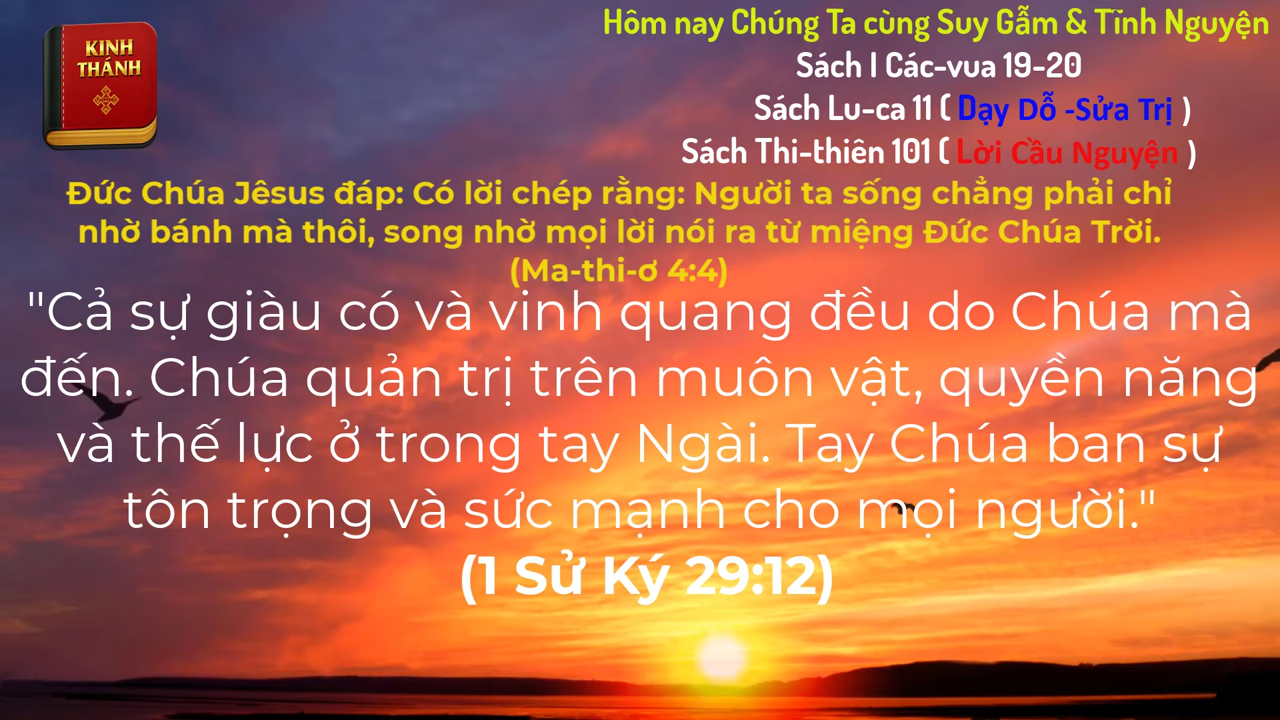 KINH
THÁNH
Hôm nay Chúng Ta cùng Suy Gẫm & Tĩnh Nguyện
Sách I Các-vua 19-20
Sách Lu-ca 11 ( Dạy Dỗ -Sửa Trị )
Sách Thi-thiên 101 ( Lời Cầu Nguyện )
Đức Chúa Jêsus đáp: Có lời chép rằng: Người ta sống chẳng phải chỉ
nhờ bánh mà thôi, song nhờ mọi lời nói ra từ miệng Đức Chúa Trời.
(Ma-thi-ơ 4:4)
"Cả sự giàu có và vinh quang đều do Chúa mà
đến. Chúa quản trị trên muôn vật, quyền năng
và thế lực ở trong tay Ngài. Tay Chúa ban sự
tôn trọng và sức mạnh cho mọi người."
(1 Sử Ký 29:12)